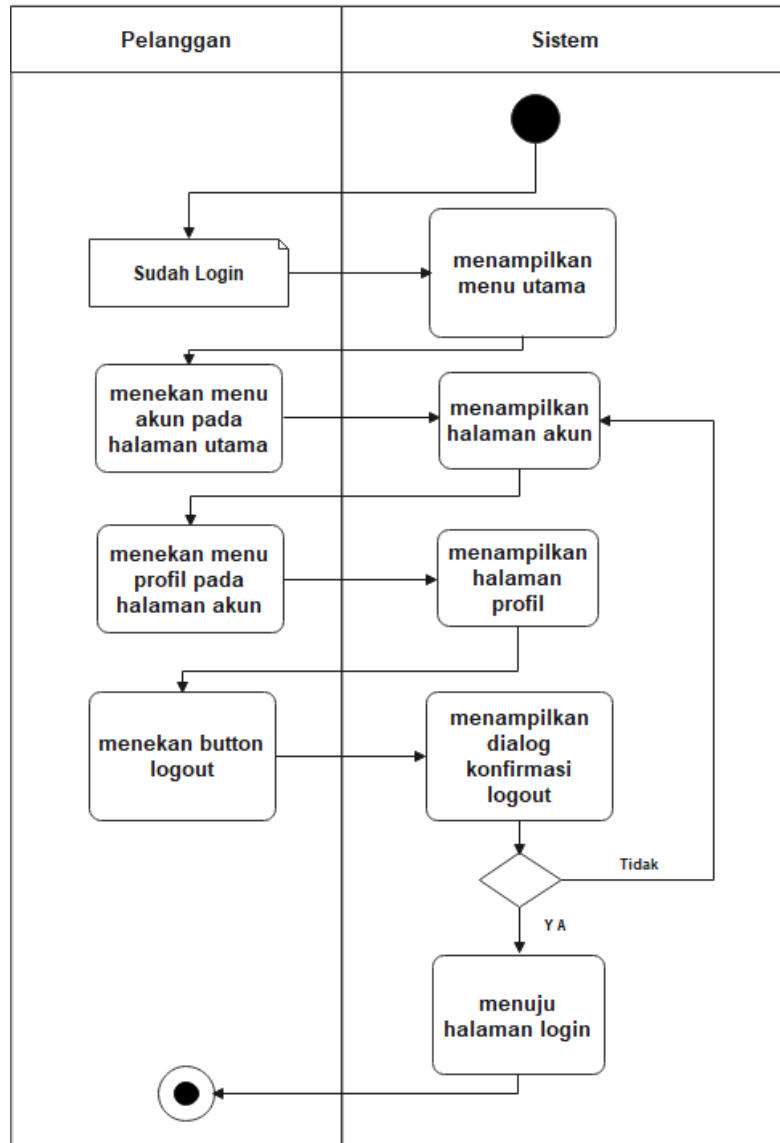 Pelanggan
Sistem
Sudah Login
menampilkan
menu utama
menekan menu
akun pada
halaman utama
menampilkan
halaman akun
menekan menu
profil pada
halaman akun
menampilkan
halaman
profil
menekan button
logout
menampilkan
dialog
konfirmasi
logout
Tidak
Y A
menuju
halaman login